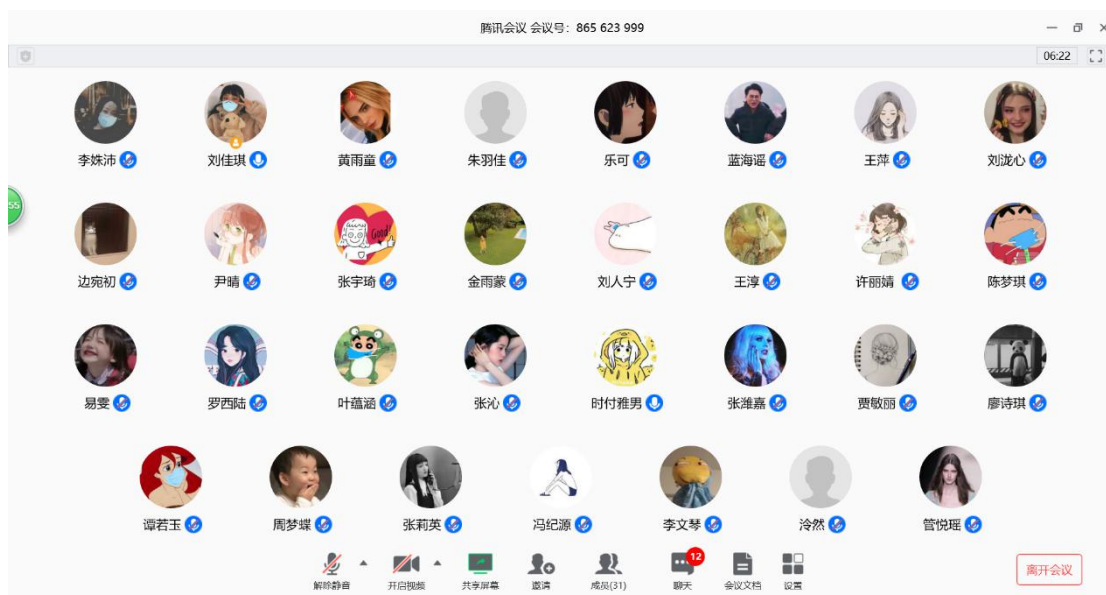 腾讯会议 会议号：865 623 999
06:22
李姝沛 刘佳琪 黄雨童 朱羽佳 乐可 蓝海谣 王萍 刘泷心
55
Good!
边宛初 尹晴 张宇琦 金雨蒙 刘人宁 王淳 许丽婧 陈梦琪
易雯 罗西陆 叶蕴涵 张沁 时付雅男 张潍嘉 贾敏丽 廖诗琪
谭若玉 周梦蝶 张莉英 冯纪源 李文琴 冷然 管悦瑶
12
解除静音 开启视频 共享屏幕 邀请 成员(31) 聊天 会议文档 设置 离开会议